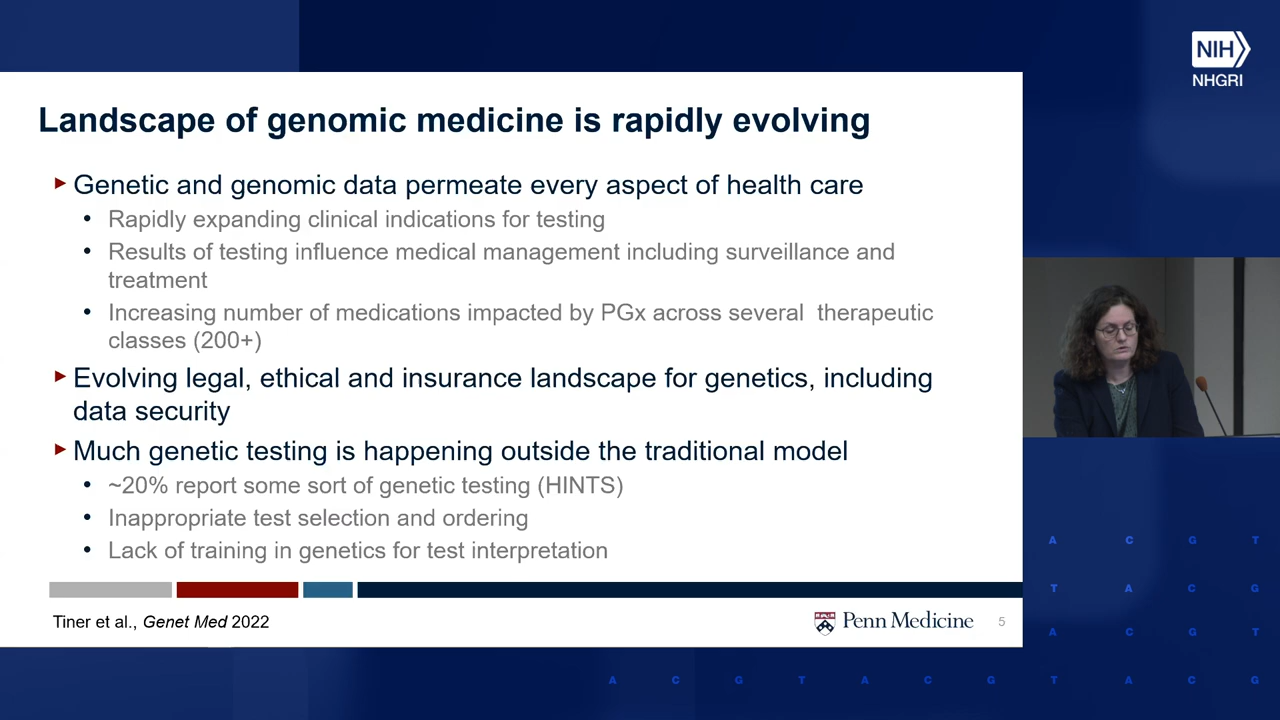 NIH
NHGRI
Landscape of genomic medicine is rapidly evolving
Genetic and genomic data permeate every aspect of health care
Rapidly expanding clinical indications for testing
Results of testing influence medical management including surveillance and
treatment
Increasing number of medications impacted by PGx across several therapeutic
classes (200+)
Evolving legal, ethical and insurance landscape for genetics, including
data security
Much genetic testing is happening outside the traditional model
~20% report some sort of genetic testing (HINTS)
Inappropriate test selection and ordering
Lack of training in genetics for test interpretation
Tiner et al., Genet Med 2022
Penn Medicine
5
A C G T
T A C G
A C G T
A C G T A C G T A C G